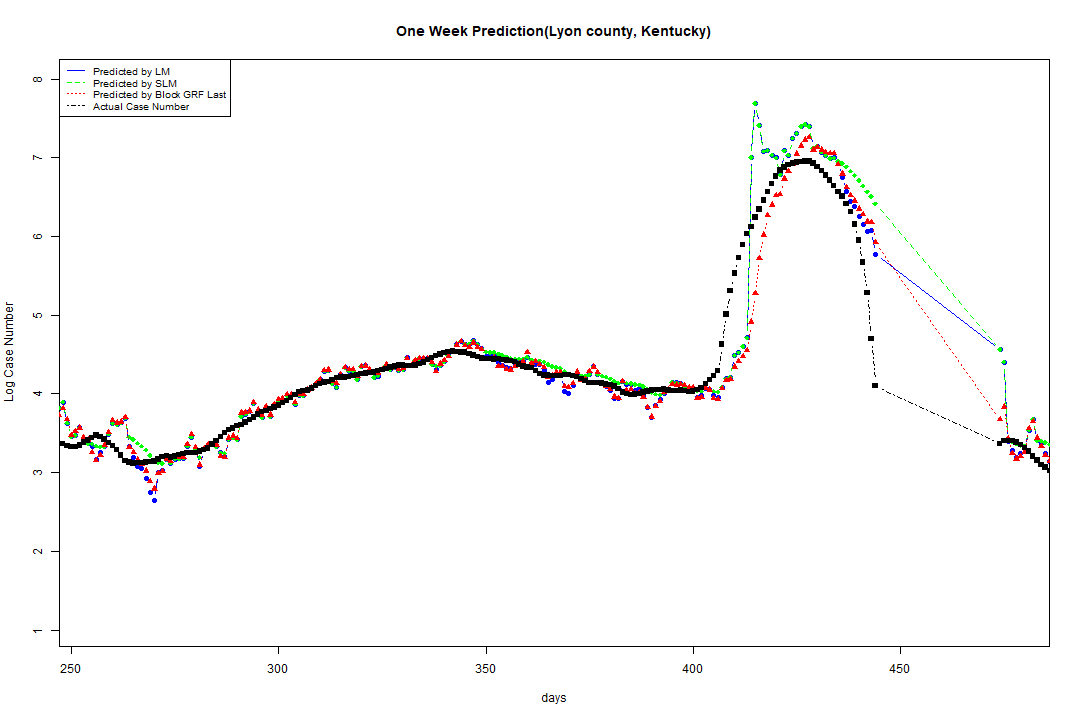 One Week Prediction(Lyon county, Kentucky)
Predicted by LM
Predicted by SLM
Predicted by Block GRF Last
Actual Case Number
Log Case Number
8
7
6
5
4
3
2
1
250
300
350
400
450
days